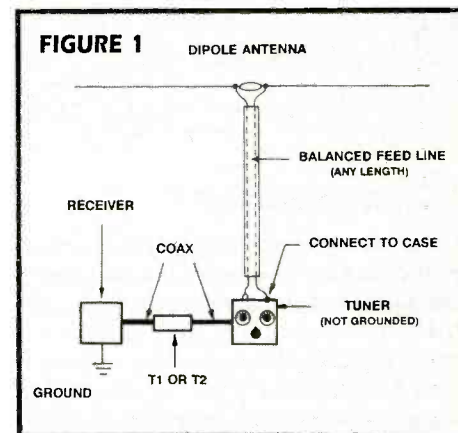 FIGURE 1
DIPOLE ANTENNA
BALANCED FEED LINE
(ANY LENGTH)
RECEIVER
COAX
CONNECT TO CASE
TUNER
(NOT GROUNDED)
T1 OR T2
GROUND